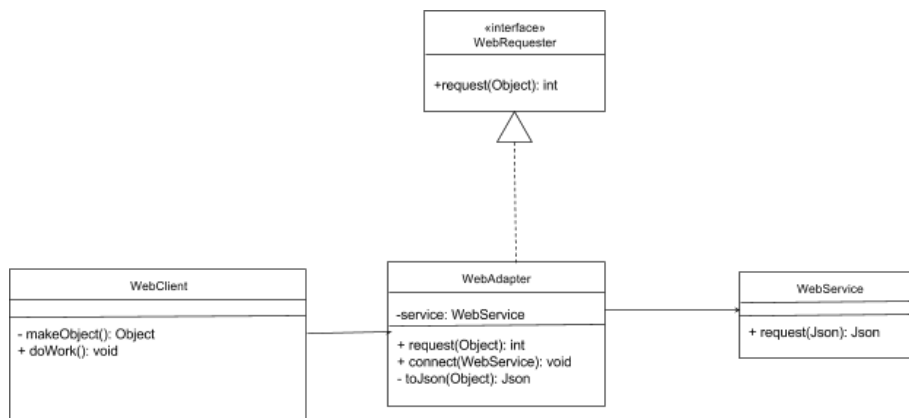 «interface»
WebRequester
+request(Object): int
WebClient
- makeObject(): Object
+ doWork(): void
WebAdapter
-service: WebService
+ request(Object): int
+ connect(WebService): void
- toJson(Object): Json
WebService
+ request(Json): Json